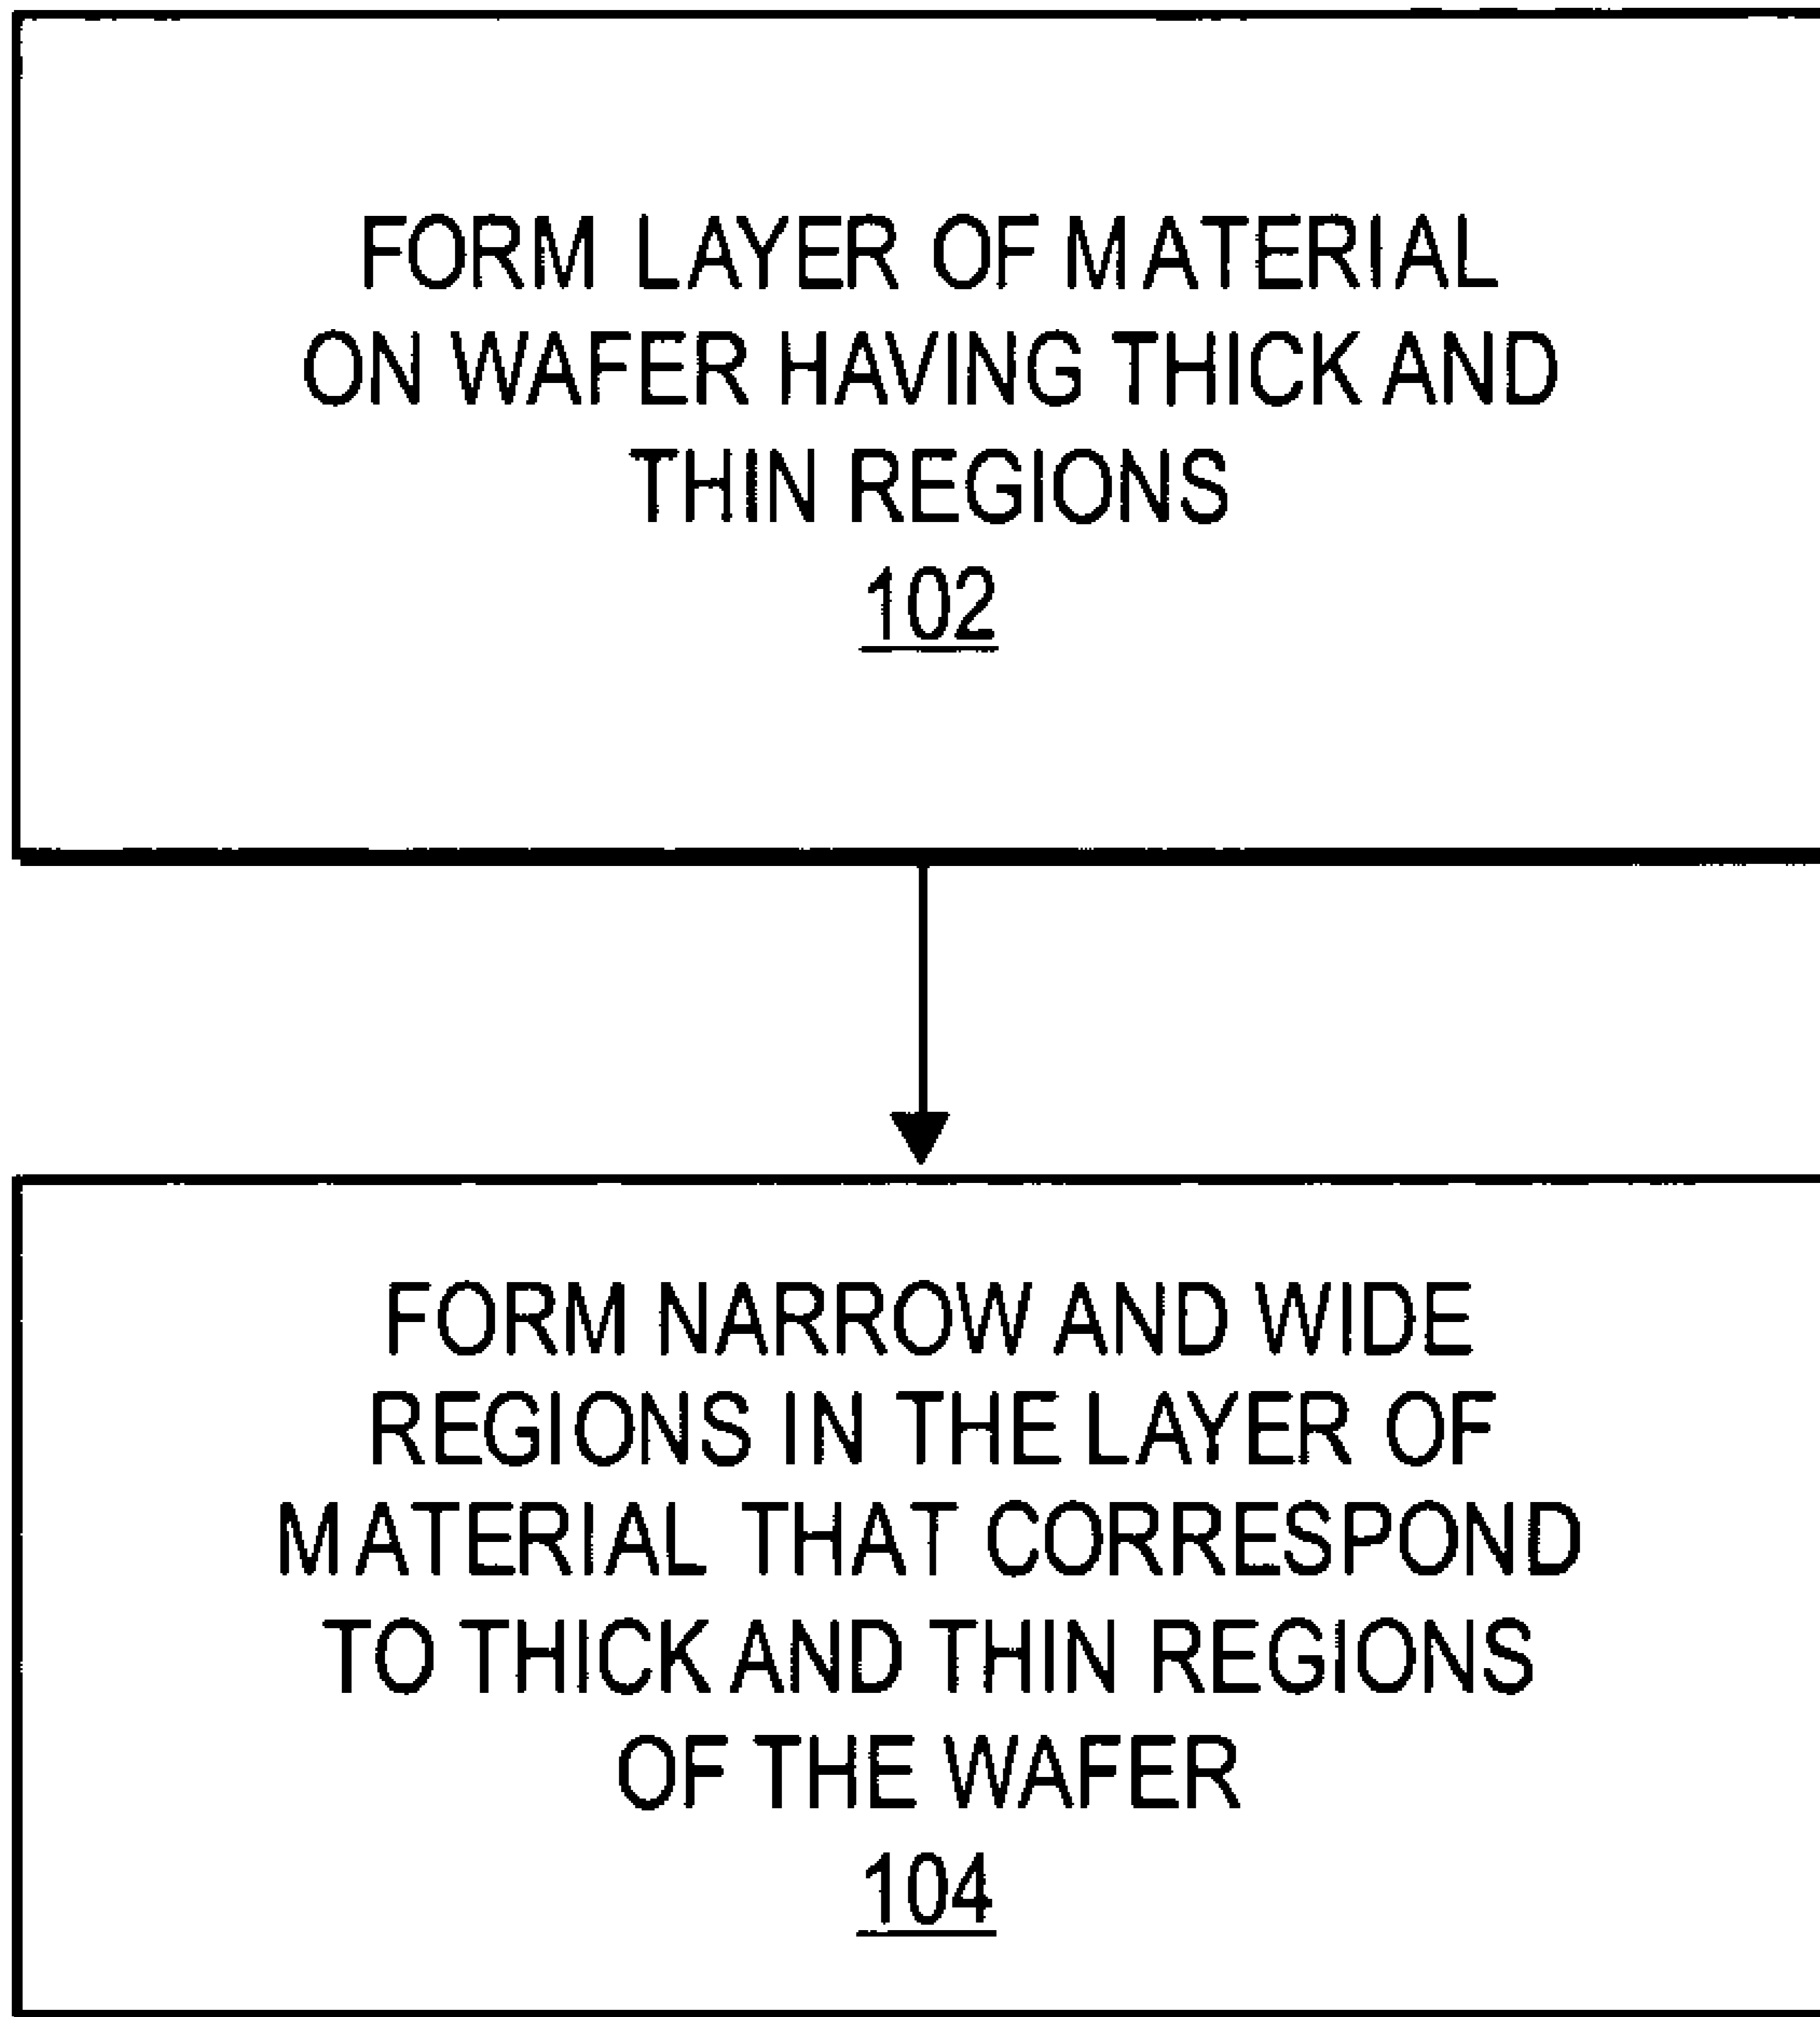 FORM LAYER OF MATERIAL
ON WAFER HAVING THICK AND
THIN REGIONS
102
FORM NARROW AND WIDE
REGIONS IN THE LAYER OF
MATERIAL THAT CORRESPOND
TO THICK AND THIN REGIONS
OF THE WAFER
104